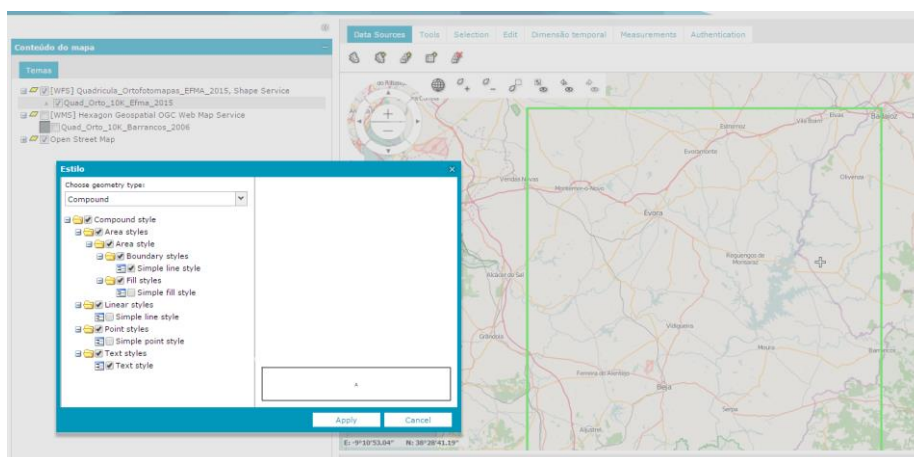 Conteúdo do mapa
Temas
[WFS] Quadricula_Ortofotomapas_EFMA_2015, Shape Service
Quad_Orto_10K_Efma_2015
[WMS] Hexagon Geospatial OGC Web Map Service
Quad_Orto_10K_Barrancos_2006
Open Street Map
Data Sources Tools Selection Edit Dimensão temporal Measurements Authentication
Estilo
Choose geometry type:
Compound
Compound style
Area styles
Area style
Boundary styles
Simple line style
Fill styles
Simple fill style
Linear styles
Simple line style
Point styles
Simple point style
Text styles
Text style
A
Apply Cancel
Estremoz
Vila Boim
Elvas
Badajoz
Evoramonte
Vendas Novas
Montemor-o-Novo
Olivenza
Évora
Reguengos de Monsaraz
Alcácer do Sal
Grândola
Vidigueira
Moura
Barrancos
Ferreira do Alentejo
Beja
Serpa
Aljustrel
E: -9°10'53.04" N: 38°28'41.19"